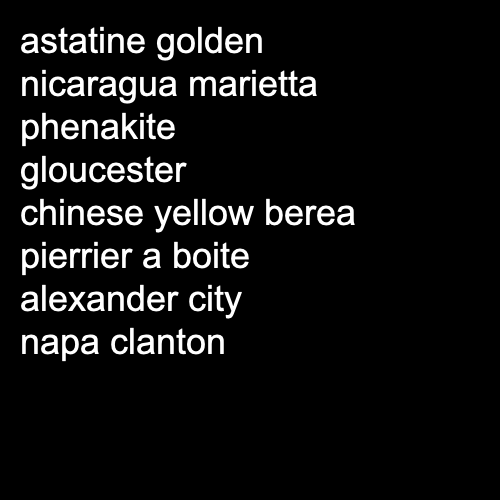 astatine golden
nicaragua marietta
phenakite
gloucester
chinese yellow berea
pierrier a boite
alexander city
napa clanton